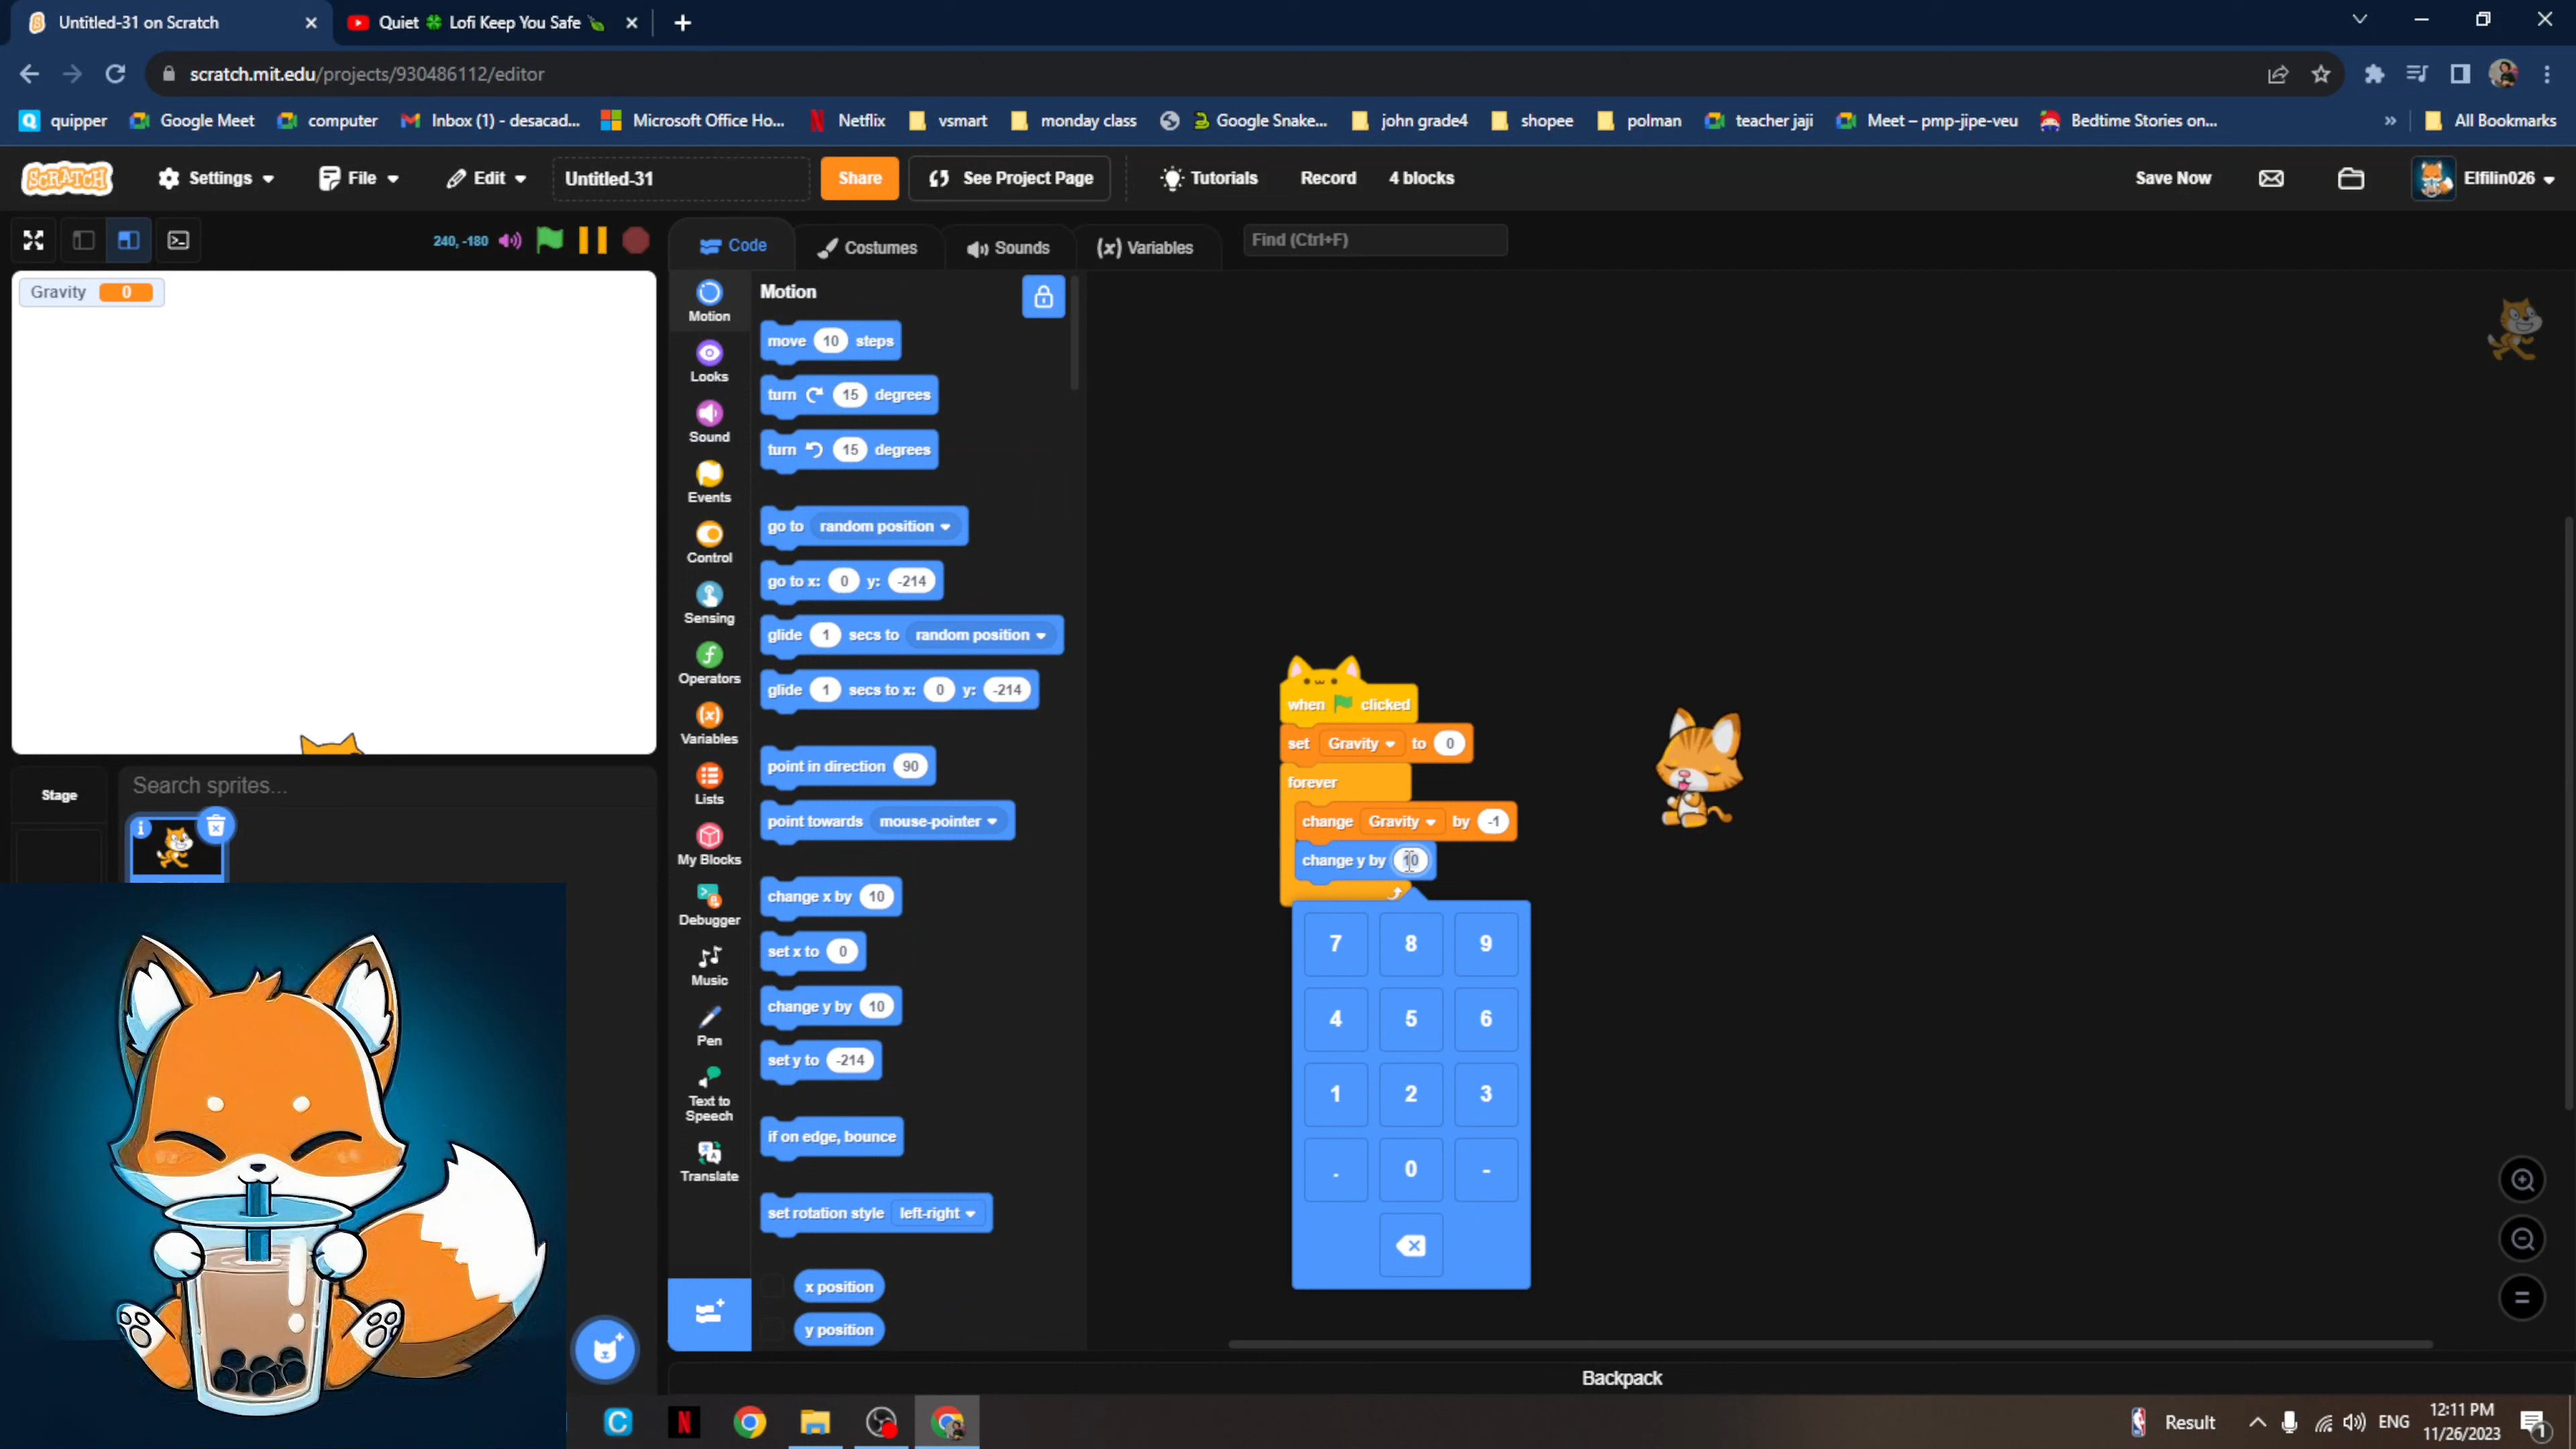 Untitled-31 on Scratch
Quiet 🍀 Lofi Keep You Safe
scratch.mit.edu/projects/930486112/editor
quipper
Google Meet
computer
Inbox (1) - desacad...
Microsoft Office Ho...
Netflix
vsmart
monday class
Google Snake...
john grade4
shopee
polman
teacher jaji
Meet – pmp-jipe-veu
Bedtime Stories on...
»
All Bookmarks
SCRATCH
Settings
File
Edit
Untitled-31
Share
See Project Page
Tutorials
Record
4 blocks
Save Now
Elfilin026
240, -180
Code
Costumes
Sounds
(x) Variables
Find (Ctrl+F)
Gravity 0
Motion
Looks
Sound
Events
Control
Sensing
Operators
Variables
Lists
My Blocks
Debugger
Music
Pen
Text to
Speech
Translate
Motion
move 10 steps
turn 15 degrees
turn 15 degrees
go to random position
go to x: 0 y: -214
glide 1 secs to random position
glide 1 secs to x: 0 y: -214
point in direction 90
point towards mouse-pointer
change x by 10
set x to 0
change y by 10
set y to -214
if on edge, bounce
set rotation style left-right
x position
y position
when clicked
set Gravity to 0
forever
change Gravity by -1
change y by 10
7 8 9
4 5 6
1 2 3
. 0 -
Stage
Search sprites...
Backpack
Result
ENG
12:11 PM
11/26/2023
1